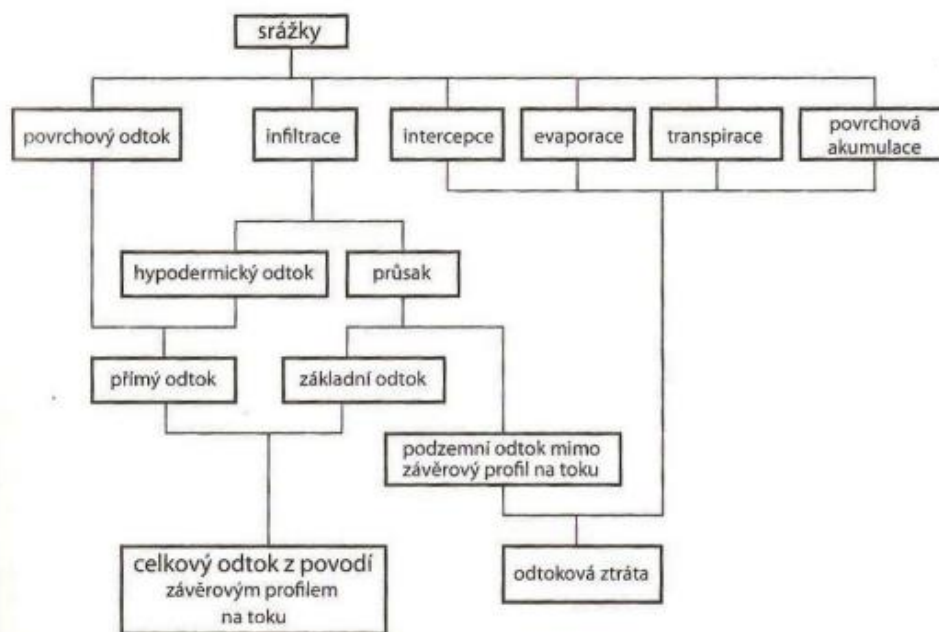 srážky
povrchový odtok
infiltrace
intercepce
evaporace
transpirace
povrchová
akumulace
hypodermický odtok
průsak
přímý odtok
základní odtok
podzemní odtok mimo
závěrový profil na toku
celkový odtok z povodí
závěrovým profilem
na toku
odtoková ztráta